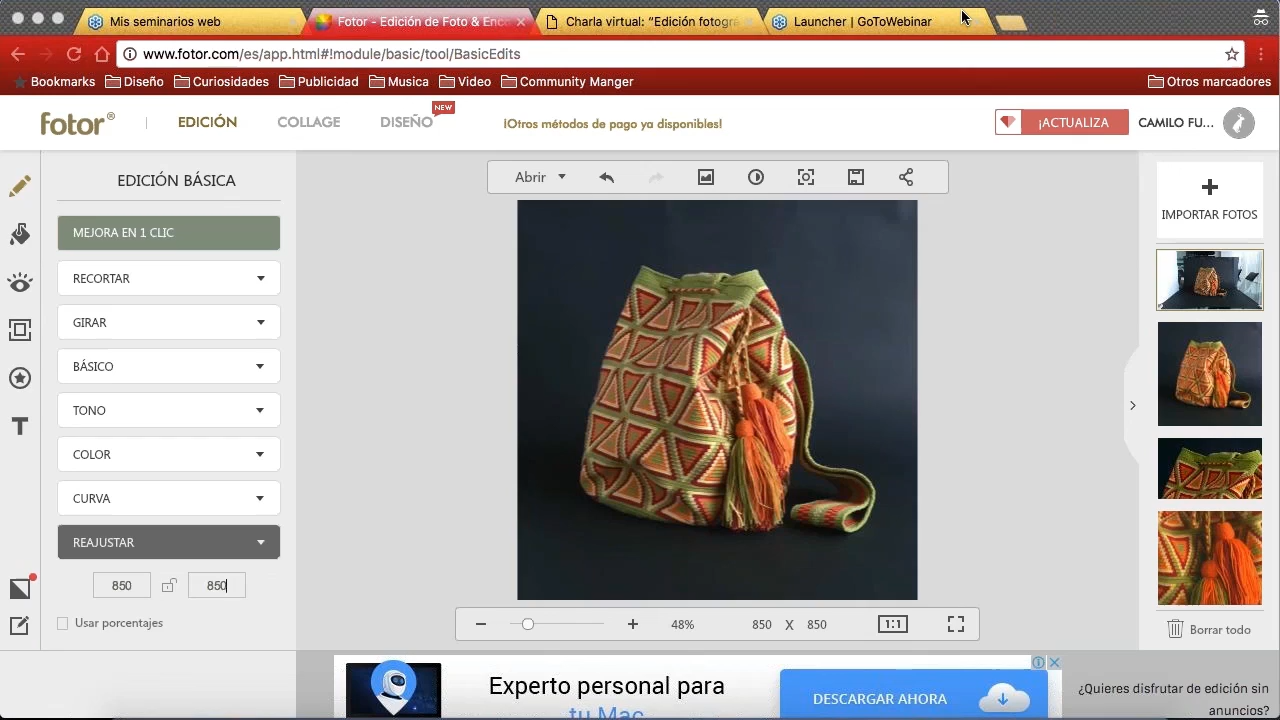 Mis seminarios web
Fotor - Edición de Foto & Enco
Charla virtual: "Edición fotogr
Launcher | GoToWebinar
www.fotor.com/es/app.html#!module/basic/tool/BasicEdits
Bookmarks
Diseño
Curiosidades
Publicidad
Musica
Video
Community Manger
Otros marcadores
fotor®
EDICIÓN
COLLAGE
DISEÑO
NEW
¡Otros métodos de pago ya disponibles!
¡ACTUALIZA
CAMILO FU...
EDICIÓN BÁSICA
MEJORA EN 1 CLIC
RECORTAR
GIRAR
BÁSICO
TONO
COLOR
CURVA
REAJUSTAR
850
850
Usar porcentajes
Abrir
48%
850 X 850
1:1
IMPORTAR FOTOS
Borrar todo
Experto personal para
tu Mac
DESCARGAR AHORA
¿Quieres disfrutar de edición sin
anuncios?